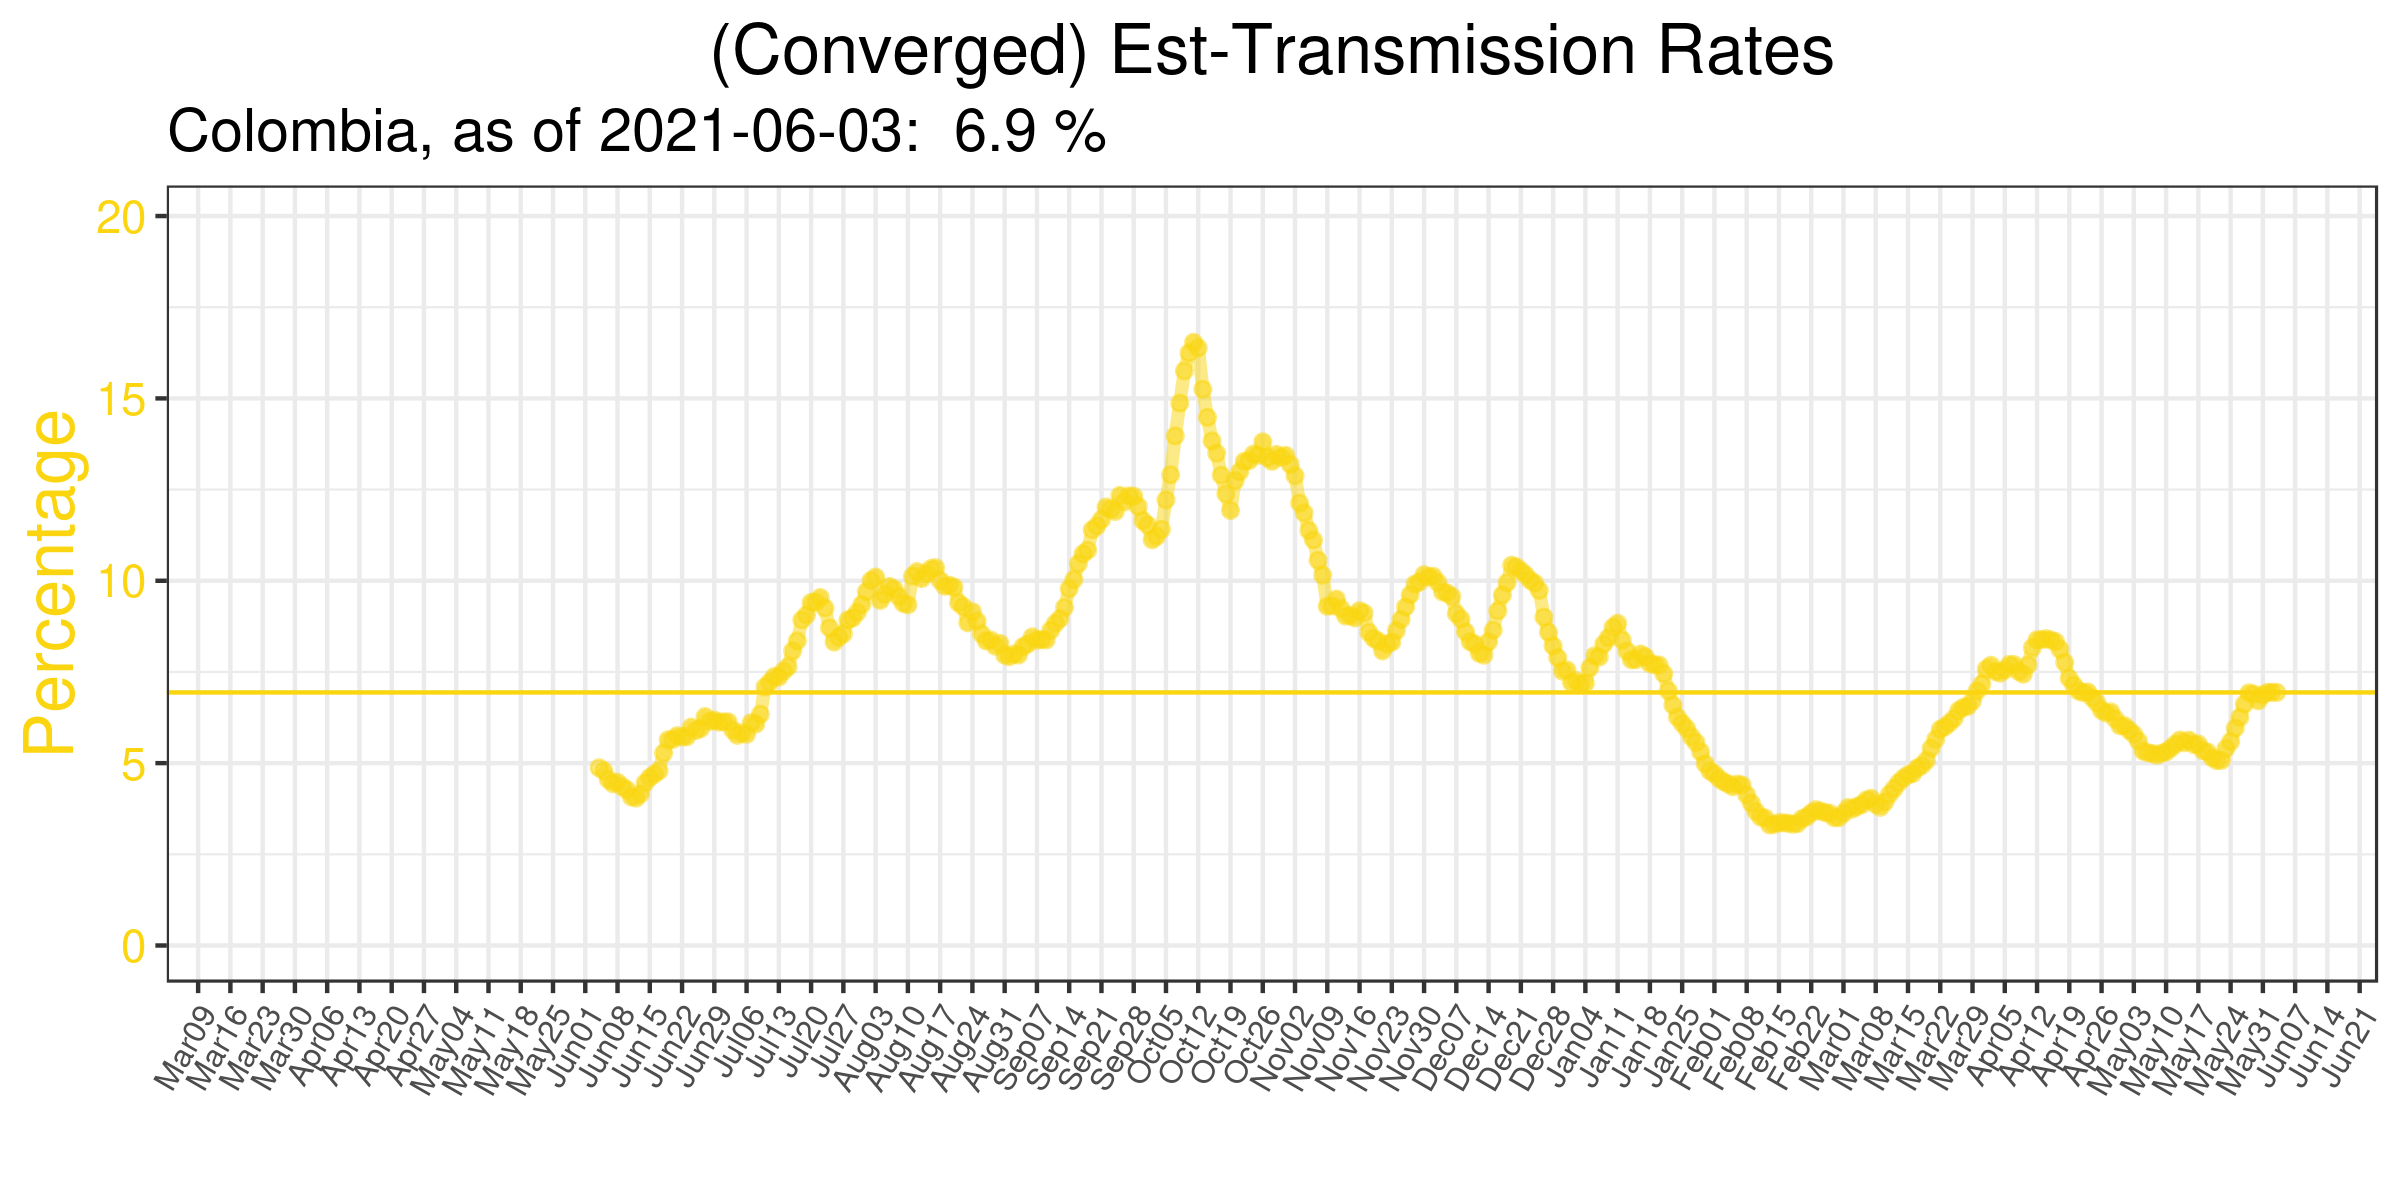 (Converged) Est-Transmission Rates
Colombia, as of 2021-06-03:  6.9 %
Percentage
20
15
10
5
0
Mar09
Mar16
Mar23
Mar30
Apr06
Apr13
Apr20
Apr27
May04
May11
May18
May25
Jun01
Jun08
Jun15
Jun22
Jun29
Jul06
Jul13
Jul20
Jul27
Aug03
Aug10
Aug17
Aug24
Aug31
Sep07
Sep14
Sep21
Sep28
Oct05
Oct12
Oct19
Oct26
Nov02
Nov09
Nov16
Nov23
Nov30
Dec07
Dec14
Dec21
Dec28
Jan04
Jan11
Jan18
Jan25
Feb01
Feb08
Feb15
Feb22
Mar01
Mar08
Mar15
Mar22
Mar29
Apr05
Apr12
Apr19
Apr26
May03
May10
May17
May24
May31
Jun07
Jun14
Jun21